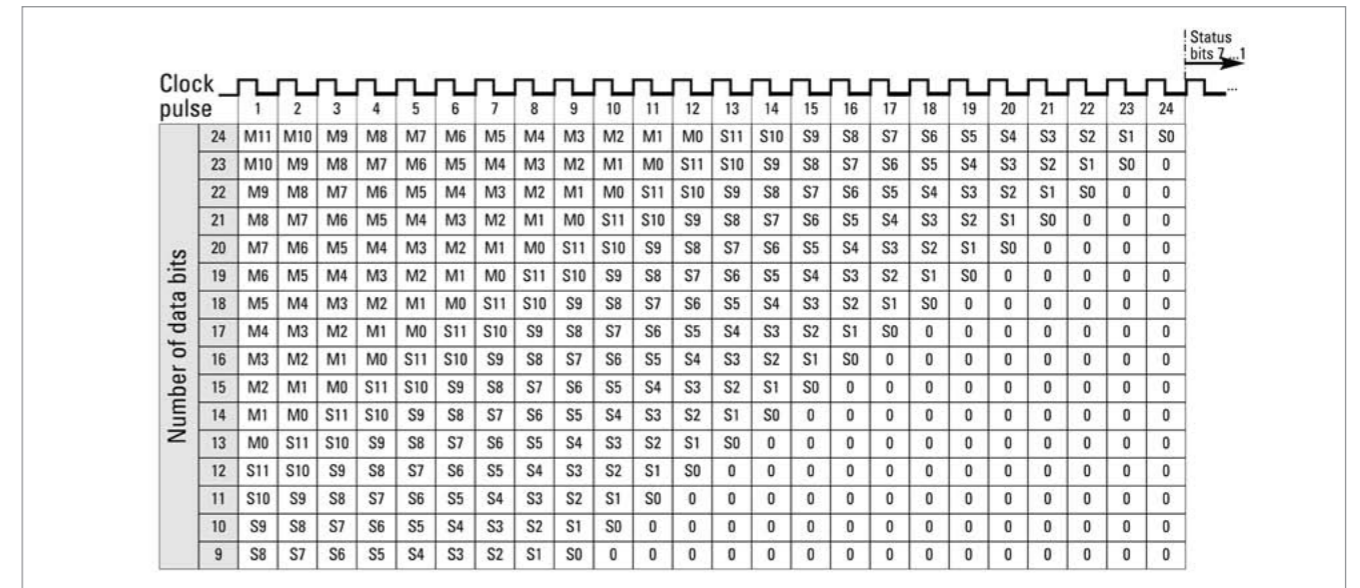 Status
bits 7 ...1
Clock
pulse
...
1 2 3 4 5 6 7 8 9 10 11 12 13 14 15 16 17 18 19 20 21 22 23 24
Number of data bits
24 M11 M10 M9 M8 M7 M6 M5 M4 M3 M2 M1 M0 S11 S10 S9 S8 S7 S6 S5 S4 S3 S2 S1 S0
23 M10 M9 M8 M7 M6 M5 M4 M3 M2 M1 M0 S11 S10 S9 S8 S7 S6 S5 S4 S3 S2 S1 S0 0
22 M9 M8 M7 M6 M5 M4 M3 M2 M1 M0 S11 S10 S9 S8 S7 S6 S5 S4 S3 S2 S1 S0 0 0
21 M8 M7 M6 M5 M4 M3 M2 M1 M0 S11 S10 S9 S8 S7 S6 S5 S4 S3 S2 S1 S0 0 0 0
20 M7 M6 M5 M4 M3 M2 M1 M0 S11 S10 S9 S8 S7 S6 S5 S4 S3 S2 S1 S0 0 0 0 0
19 M6 M5 M4 M3 M2 M1 M0 S11 S10 S9 S8 S7 S6 S5 S4 S3 S2 S1 S0 0 0 0 0 0
18 M5 M4 M3 M2 M1 M0 S11 S10 S9 S8 S7 S6 S5 S4 S3 S2 S1 S0 0 0 0 0 0 0
17 M4 M3 M2 M1 M0 S11 S10 S9 S8 S7 S6 S5 S4 S3 S2 S1 S0 0 0 0 0 0 0 0
16 M3 M2 M1 M0 S11 S10 S9 S8 S7 S6 S5 S4 S3 S2 S1 S0 0 0 0 0 0 0 0 0
15 M2 M1 M0 S11 S10 S9 S8 S7 S6 S5 S4 S3 S2 S1 S0 0 0 0 0 0 0 0 0 0
14 M1 M0 S11 S10 S9 S8 S7 S6 S5 S4 S3 S2 S1 S0 0 0 0 0 0 0 0 0 0 0
13 M0 S11 S10 S9 S8 S7 S6 S5 S4 S3 S2 S1 S0 0 0 0 0 0 0 0 0 0 0 0
12 S11 S10 S9 S8 S7 S6 S5 S4 S3 S2 S1 S0 0 0 0 0 0 0 0 0 0 0 0 0
11 S10 S9 S8 S7 S6 S5 S4 S3 S2 S1 S0 0 0 0 0 0 0 0 0 0 0 0 0 0
10 S9 S8 S7 S6 S5 S4 S3 S2 S1 S0 0 0 0 0 0 0 0 0 0 0 0 0 0 0
9 S8 S7 S6 S5 S4 S3 S2 S1 S0 0 0 0 0 0 0 0 0 0 0 0 0 0 0 0